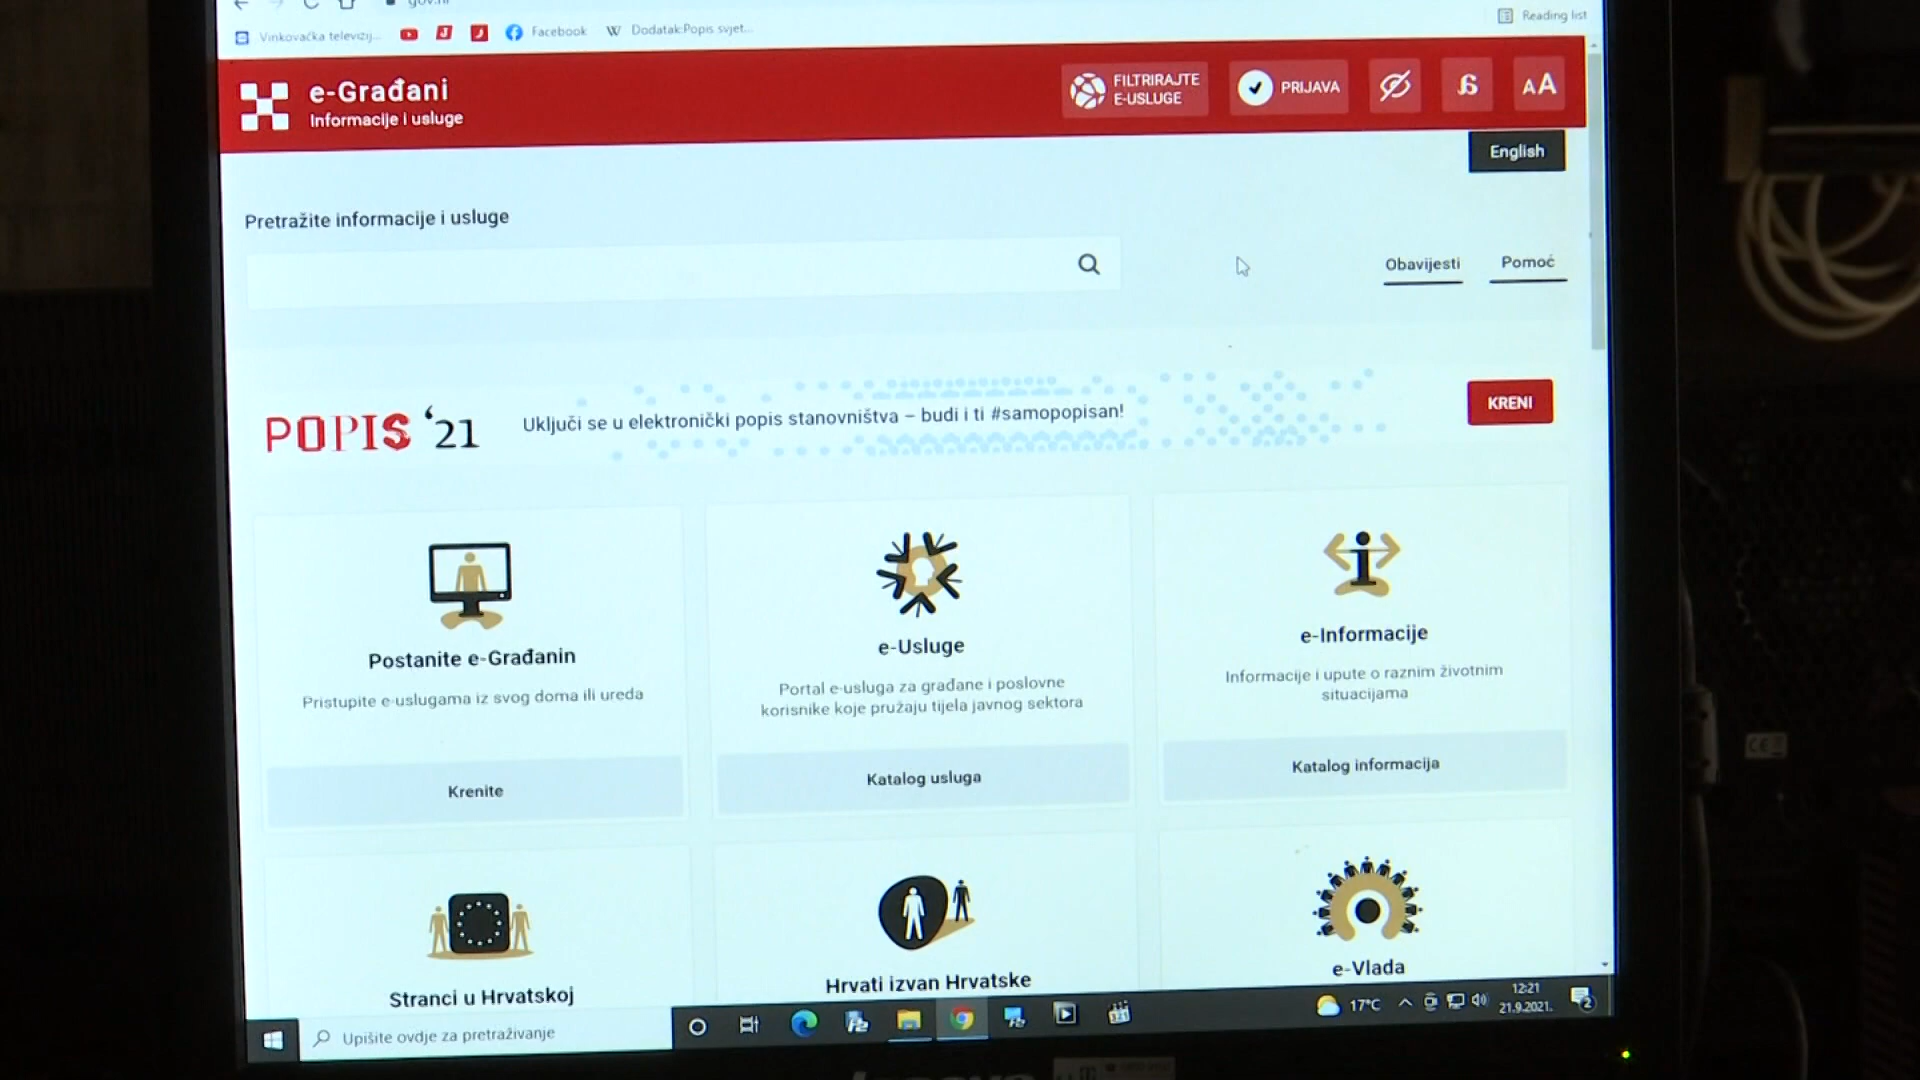 Reading list
Vinkovačka televizij...
Facebook
W Dodatak:Popis svjet...
e-Građani
Informacije i usluge
FILTRIRAJTE
E-USLUGE
PRIJAVA
AA
English
Pretražite informacije i usluge
Obavijesti
Pomoć
POPIS '21
Uključi se u elektronički popis stanovništva – budi i ti #samopopisan!
KRENI
Postanite e-Građanin
Pristupite e-uslugama iz svog doma ili ureda
Krenite
e-Usluge
Portal e-usluga za građane i poslovne
korisnike koje pružaju tijela javnog sektora
Katalog usluga
e-Informacije
Informacije i upute o raznim životnim
situacijama
Katalog informacija
Stranci u Hrvatskoj
Hrvati izvan Hrvatske
e-Vlada
Upišite ovdje za pretraživanje
17°C
12:21
21.9.2021.
2
CE